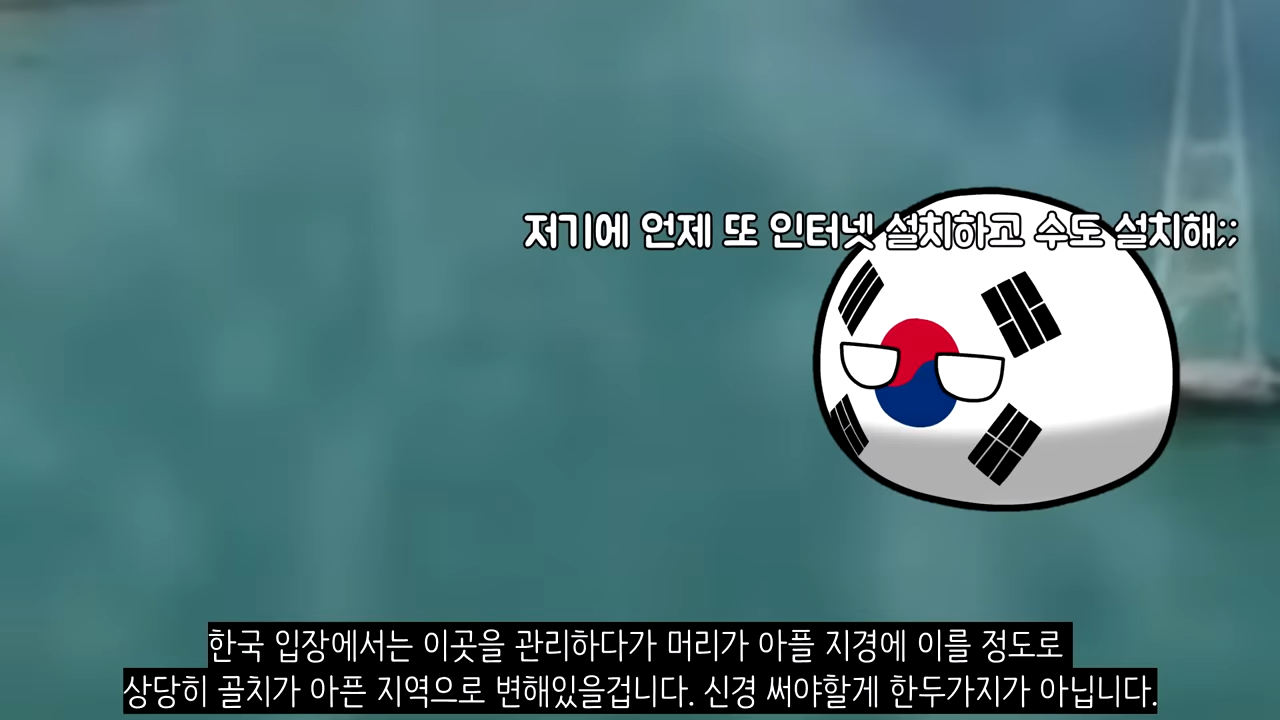 저기에 언제 또 인터넷 설치하고 수도 설치해;;
한국 입장에서는 이곳을 관리하다가 머리가 아플 지경에 이를 정도로
상당히 골치가 아픈 지역으로 변해있을겁니다. 신경 써야할게 한두가지가 아닙니다.